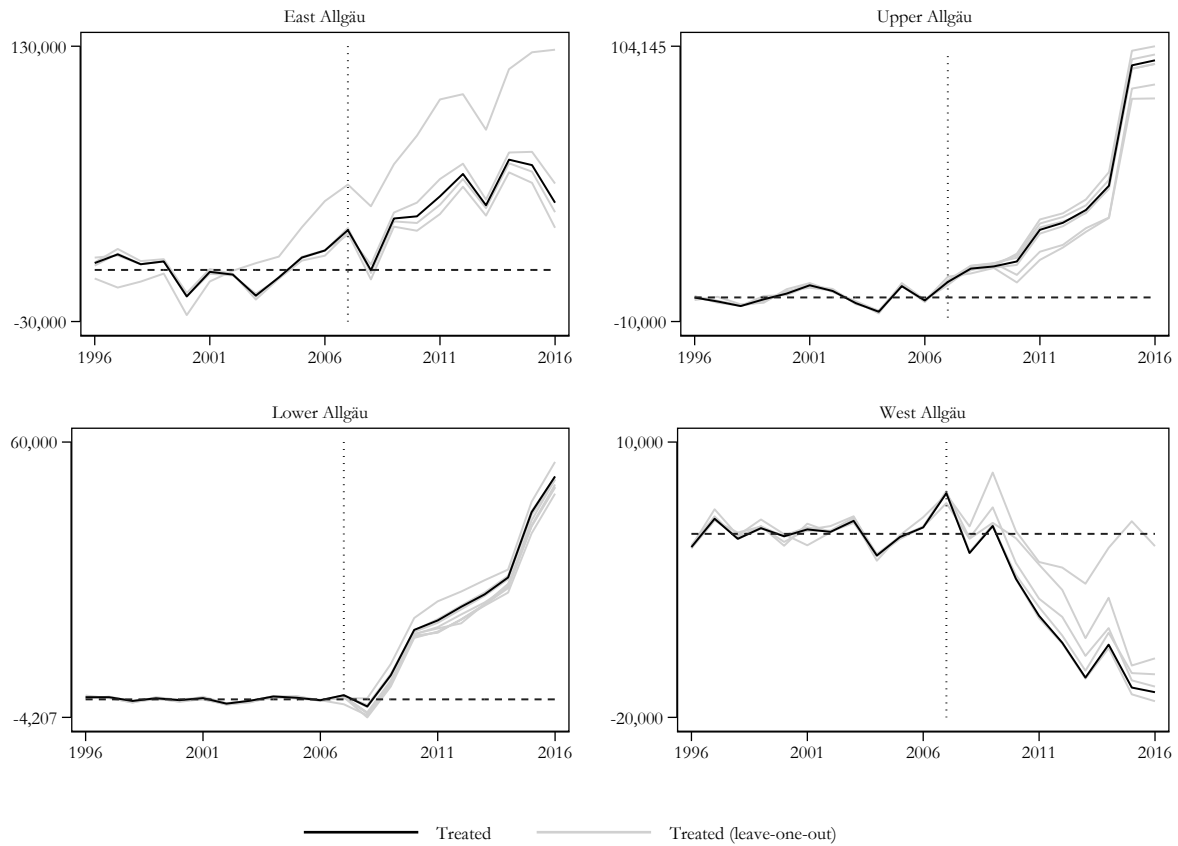 East Allgäu
130,000
-30,000
1996 2001 2006 2011 2016
Upper Allgäu
104,145
-10,000
1996 2001 2006 2011 2016
Lower Allgäu
60,000
-4,207
1996 2001 2006 2011 2016
West Allgäu
10,000
-20,000
1996 2001 2006 2011 2016
Treated Treated (leave-one-out)